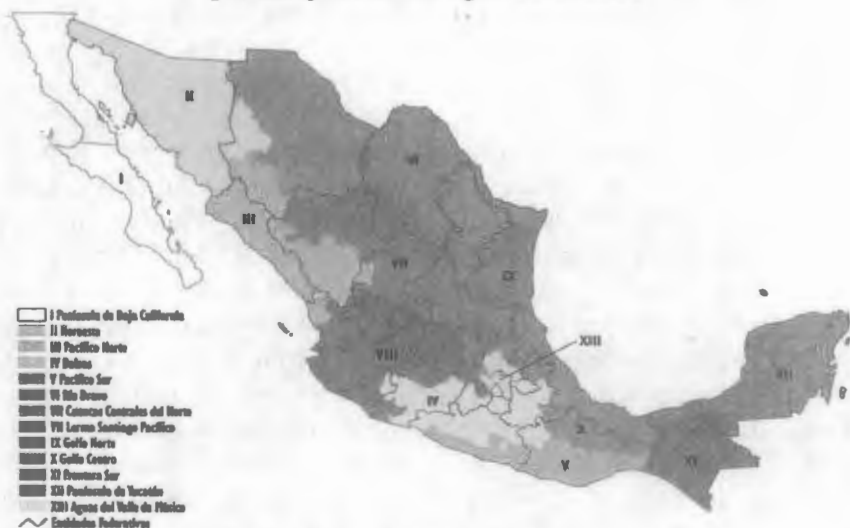 II
VI
I
III
VII
IX
VIII
XIII
XII
IV
X
V
XI
I Península de Baja California
II Noroeste
III Pacífico Norte
IV Balsas
V Pacífico Sur
VI Río Bravo
VII Cuencas Centrales del Norte
VII Lerma Santiago Pacífico
IX Golfo Norte
X Golfo Centro
XI Frontera Sur
XII Península de Yucatán
XIII Aguas del Valle de México
Entidades Federativas